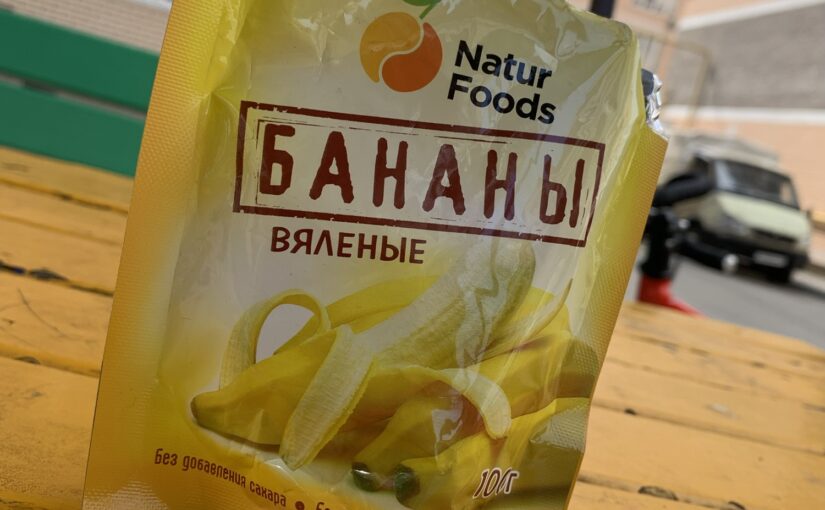 Natur
Foods
БАНАНЫ
ВЯЛЕНЫЕ
без добавления сахара •
100г